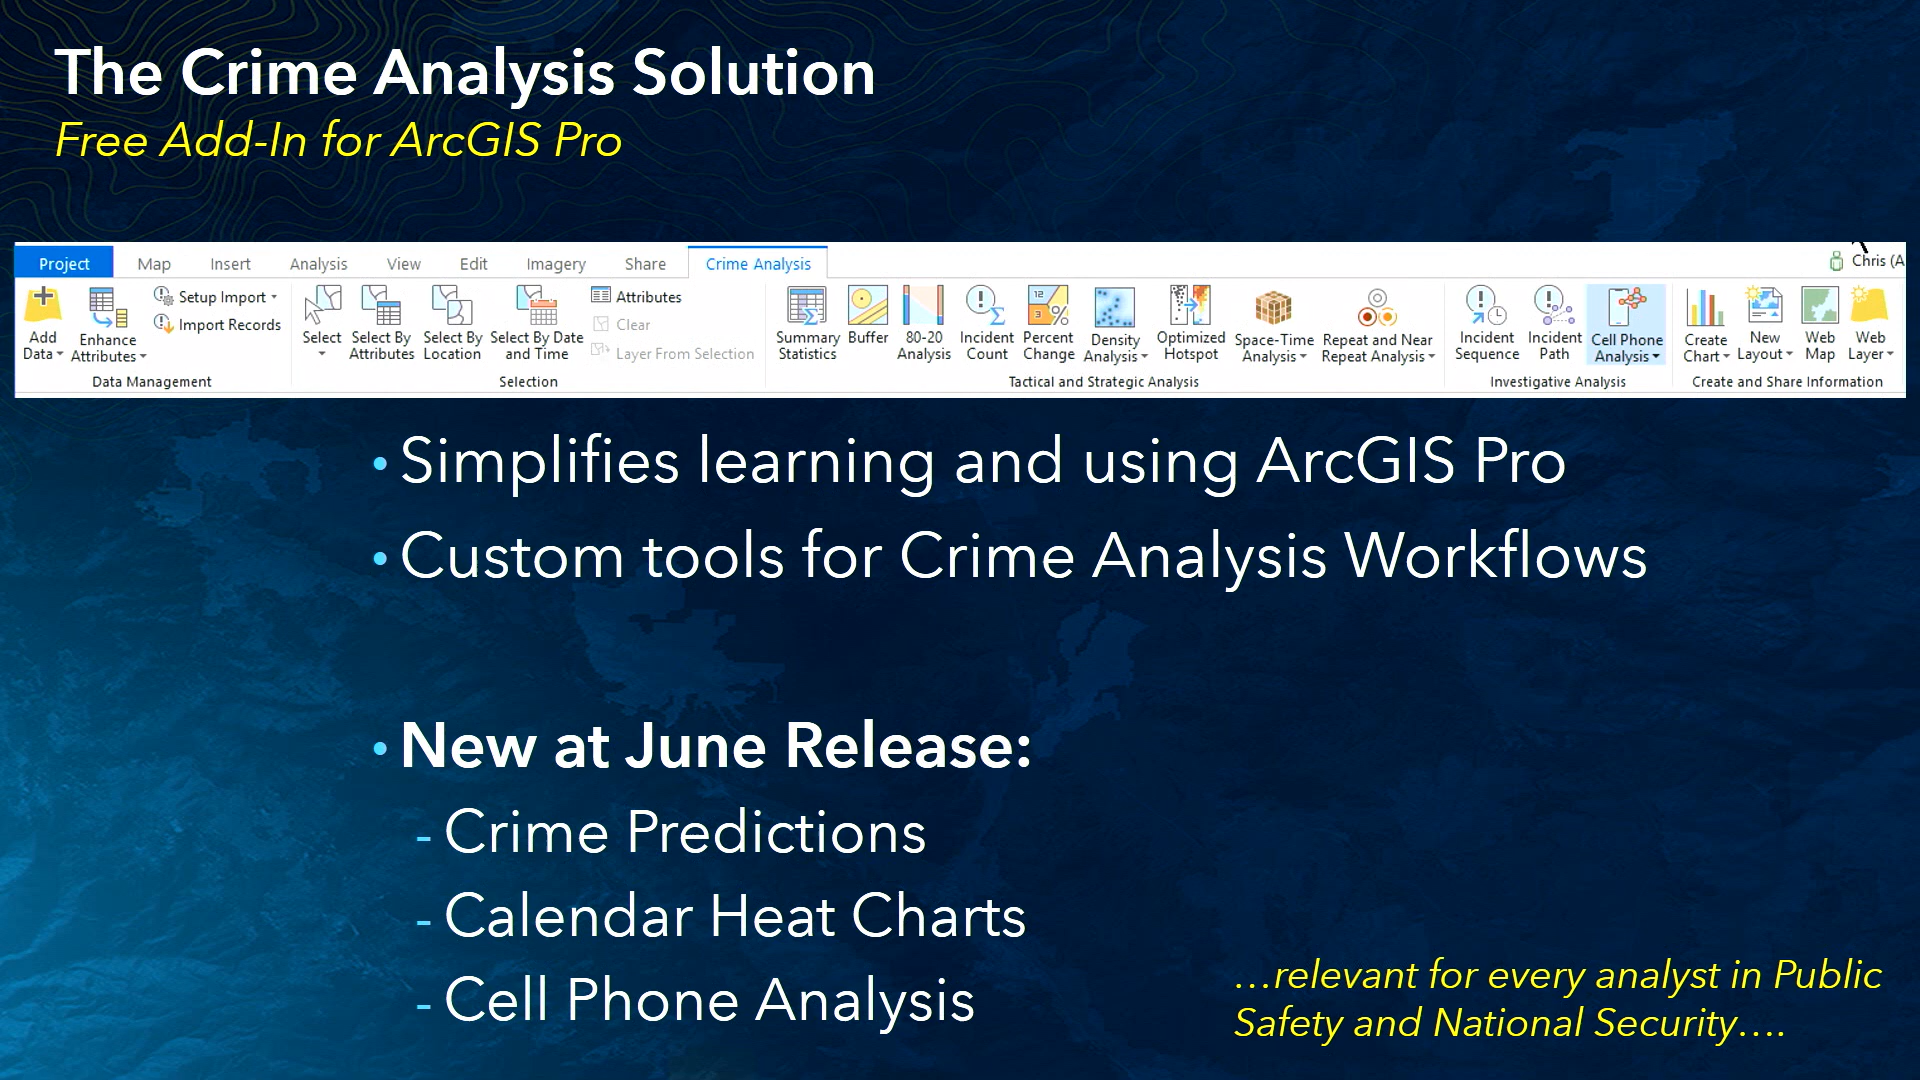 The Crime Analysis Solution
Free Add-In for ArcGIS Pro
Project Map Insert Analysis View Edit Imagery Share Crime Analysis Chris (A
Add Data
Enhance Attributes
Setup Import
Import Records
Data Management
Select
Select By Attributes
Select By Location
Select By Date and Time
Attributes
Clear
Layer From Selection
Selection
Summary Statistics
Buffer
80-20 Analysis
Incident Count
12
3
Percent Change
Density Analysis
Optimized Hotspot
Space-Time Analysis
Repeat and Near Repeat Analysis
Tactical and Strategic Analysis
Incident Sequence
Incident Path
Cell Phone Analysis
Investigative Analysis
Create Chart
New Layout
Web Map
Web Layer
Create and Share Information
• Simplifies learning and using ArcGIS Pro
• Custom tools for Crime Analysis Workflows
• New at June Release:
- Crime Predictions
- Calendar Heat Charts
- Cell Phone Analysis
…relevant for every analyst in Public
Safety and National Security….